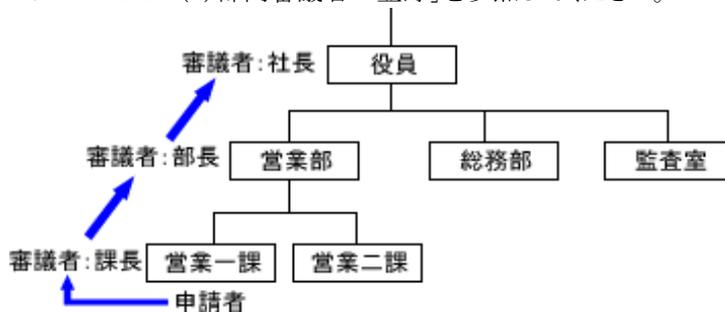 審議者:社長
役員
審議者:部長
営業部
総務部
監査室
審議者:課長
営業一課
営業二課
申請者